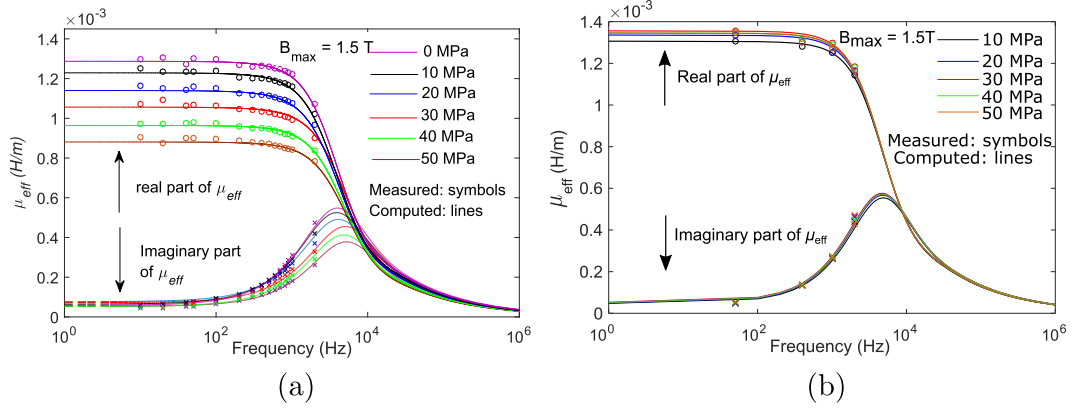 ×10⁻³
1.4
1.2
1
0.8
0.6
0.4
0.2
0
μ_eff (H/m)
B_max = 1.5 T
0 MPa
10 MPa
20 MPa
30 MPa
40 MPa
50 MPa
real part of μ_eff
Measured: symbols
Computed: lines
Imaginary part
of μ_eff
10⁰
10²
10⁴
10⁶
Frequency (Hz)
(a)
×10⁻³
1.4
1.2
1
0.8
0.6
0.4
0.2
0
μ_eff (H/m)
B_max = 1.5T
10 MPa
20 MPa
30 MPa
40 MPa
50 MPa
Real part of μ_eff
Measured: symbols
Computed: lines
Imaginary part of μ_eff
10⁰
10²
10⁴
10⁶
Frequency (Hz)
(b)